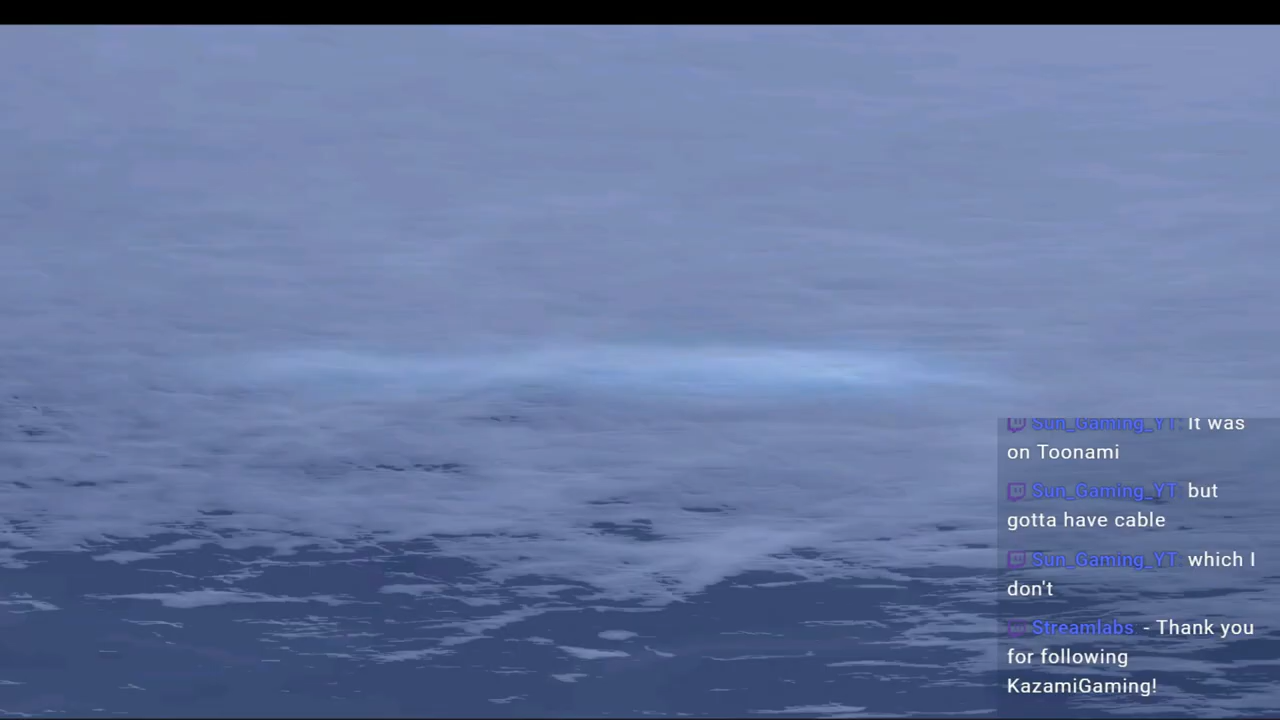 Sun_Gaming_YT: It was
on Toonami
Sun_Gaming_YT: but
gotta have cable
Sun_Gaming_YT: which I
don't
Streamlabs - Thank you
for following
KazamiGaming!